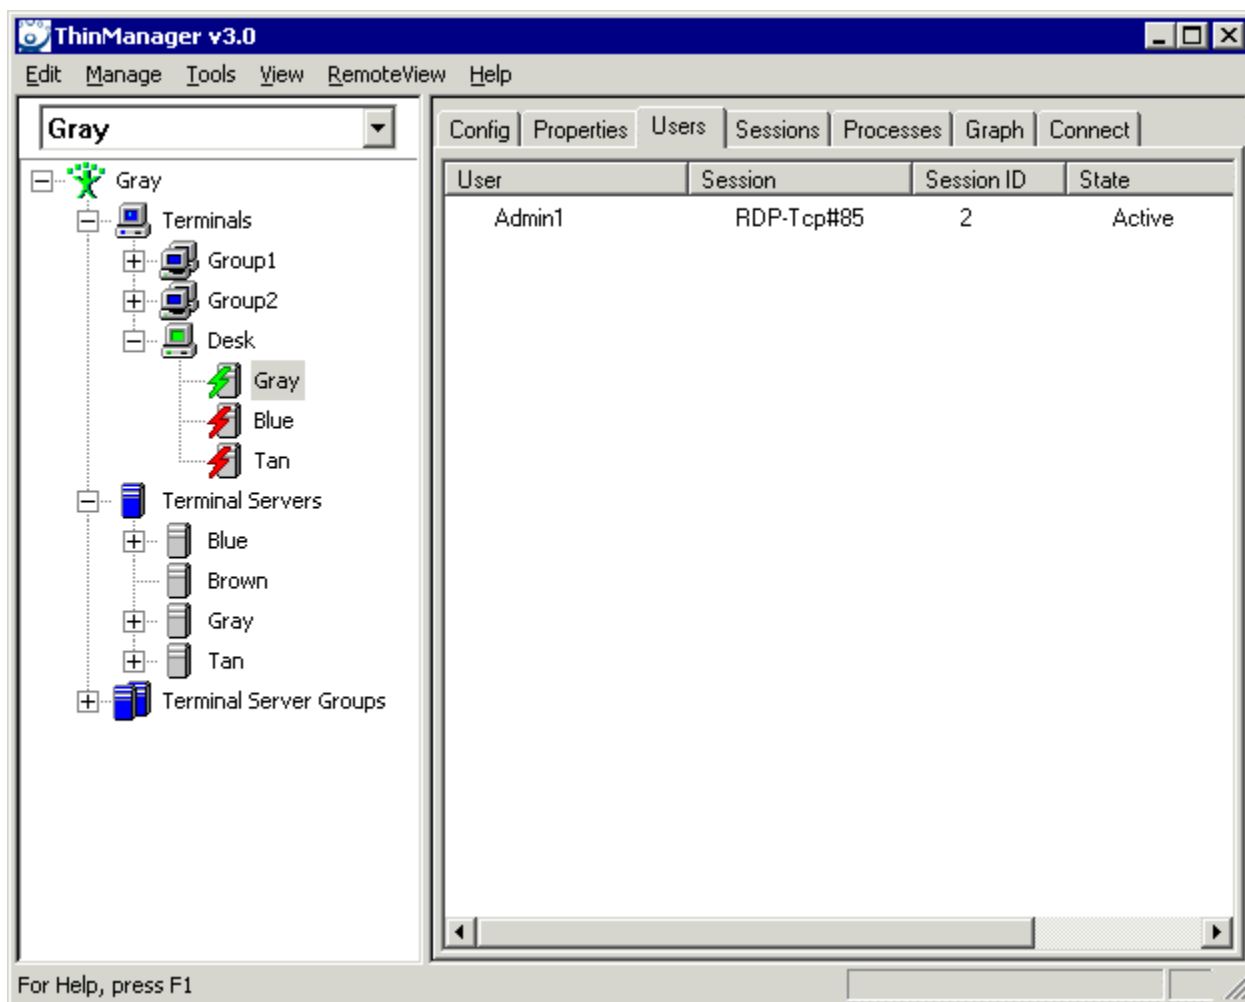 ThinManager v3.0
Edit Manage Tools View RemoteView Help
Gray
Gray
Terminals
Group1
Group2
Desk
Gray
Blue
Tan
Terminal Servers
Blue
Brown
Gray
Tan
Terminal Server Groups
Config Properties Users Sessions Processes Graph Connect
User Session Session ID State
Admin1 RDP-Tcp#85 2 Active
For Help, press F1